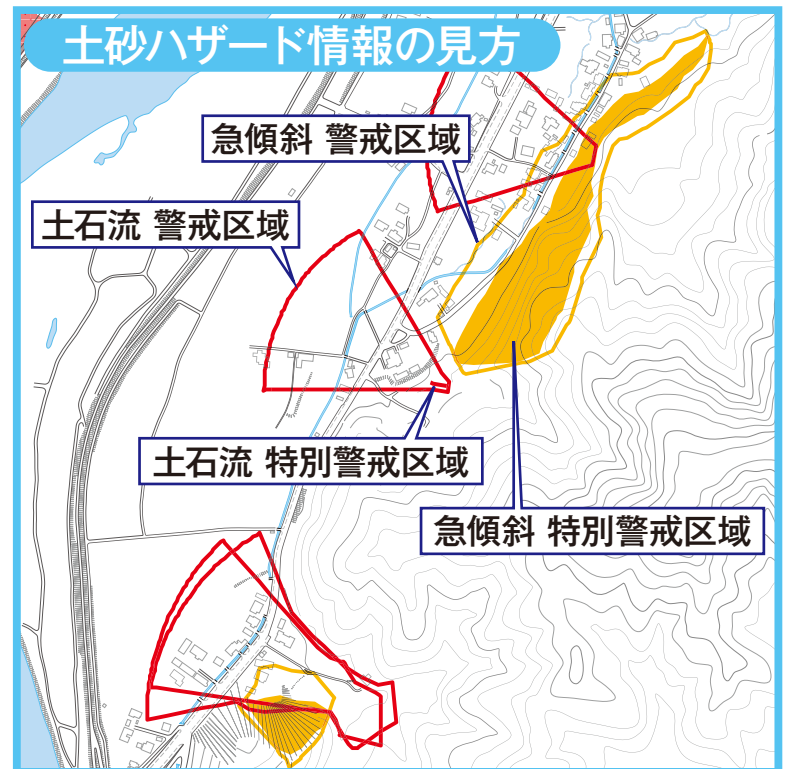 土砂ハザード情報の見方
急傾斜 警戒区域
土石流 警戒区域
土石流 特別警戒区域
急傾斜 特別警戒区域